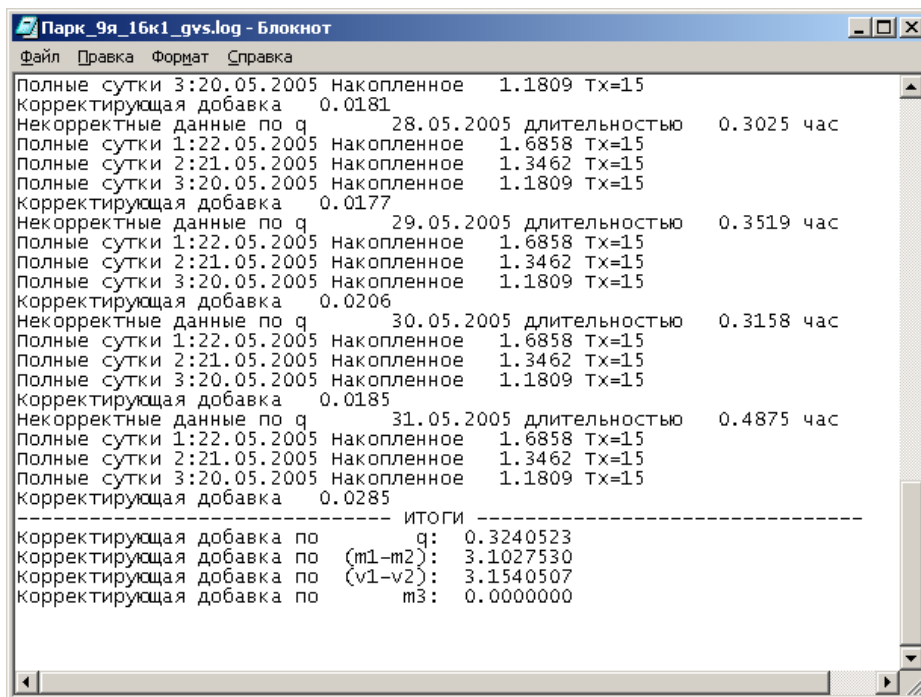 Парк_9я_16к1_gvs.log - Блокнот
Файл Правка Формат Справка
Полные сутки 3:20.05.2005 Накопленное 1.1809 Тх=15
Корректирующая добавка 0.0181
Некорректные данные по q 28.05.2005 длительностью 0.3025 час
Полные сутки 1:22.05.2005 Накопленное 1.6858 Тх=15
Полные сутки 2:21.05.2005 Накопленное 1.3462 Тх=15
Полные сутки 3:20.05.2005 Накопленное 1.1809 Тх=15
Корректирующая добавка 0.0177
Некорректные данные по q 29.05.2005 длительностью 0.3519 час
Полные сутки 1:22.05.2005 Накопленное 1.6858 Тх=15
Полные сутки 2:21.05.2005 Накопленное 1.3462 Тх=15
Полные сутки 3:20.05.2005 Накопленное 1.1809 Тх=15
Корректирующая добавка 0.0206
Некорректные данные по q 30.05.2005 длительностью 0.3158 час
Полные сутки 1:22.05.2005 Накопленное 1.6858 Тх=15
Полные сутки 2:21.05.2005 Накопленное 1.3462 Тх=15
Полные сутки 3:20.05.2005 Накопленное 1.1809 Тх=15
Корректирующая добавка 0.0185
Некорректные данные по q 31.05.2005 длительностью 0.4875 час
Полные сутки 1:22.05.2005 Накопленное 1.6858 Тх=15
Полные сутки 2:21.05.2005 Накопленное 1.3462 Тх=15
Полные сутки 3:20.05.2005 Накопленное 1.1809 Тх=15
Корректирующая добавка 0.0285
-------------------------------- ИТОГИ ---------------------------------
Корректирующая добавка по q: 0.3240523
Корректирующая добавка по (m1-m2): 3.1027530
Корректирующая добавка по (v1-v2): 3.1540507
Корректирующая добавка по m3: 0.0000000